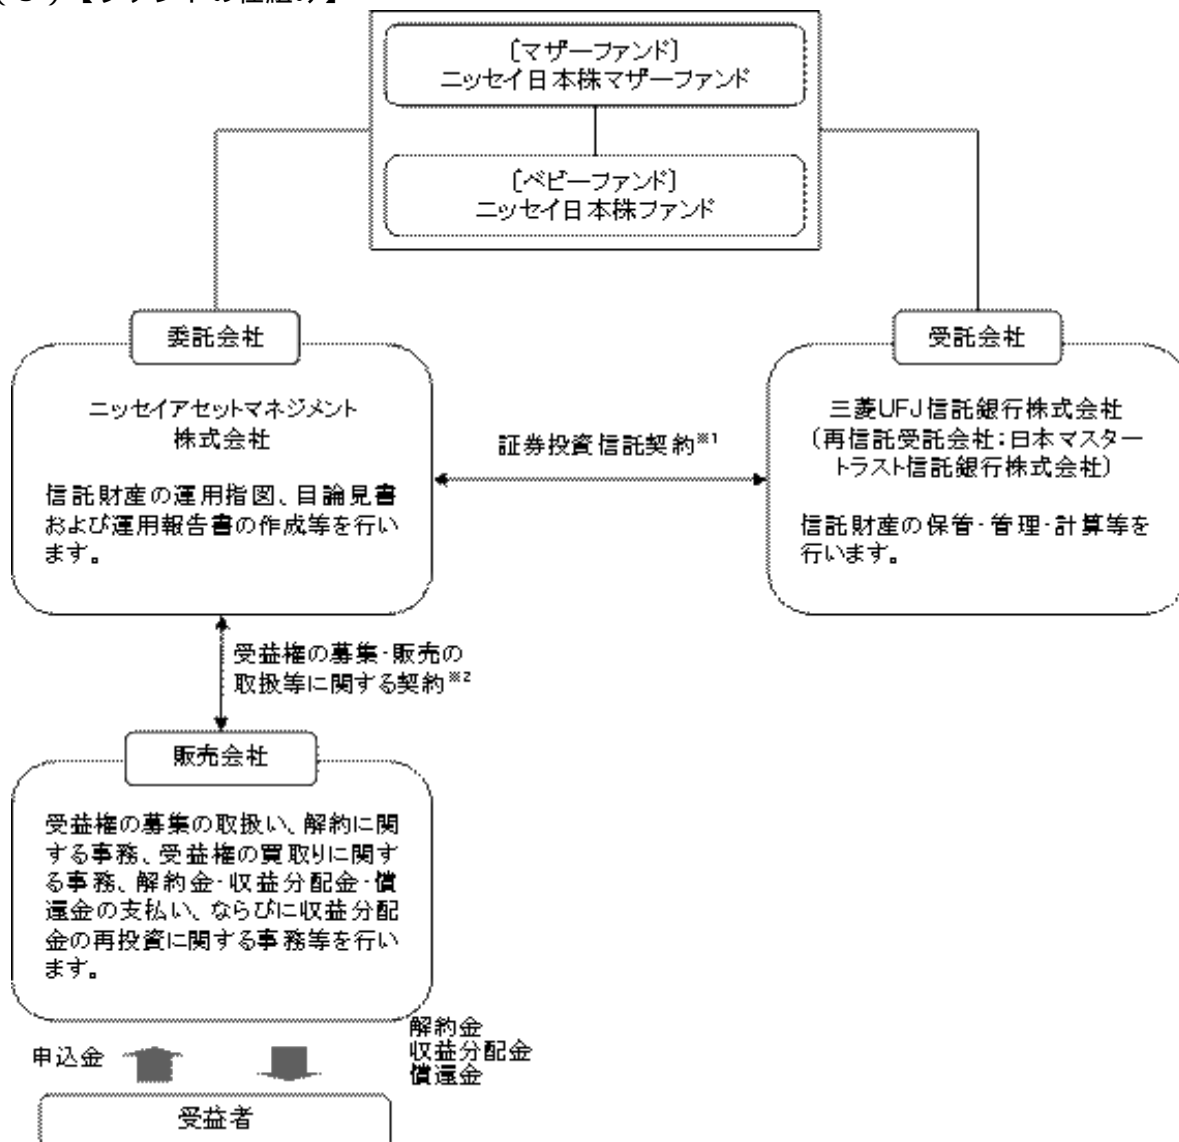 〔マザーファンド〕
ニッセイ日本株マザーファンド
〔ベビーファンド〕
ニッセイ日本株ファンド
委託会社
ニッセイアセットマネジメント
株式会社
信託財産の運用指図、目論見書
および運用報告書の作成等を行い
ます。
証券投資信託契約※1
受託会社
三菱UFJ信託銀行株式会社
(再信託受託会社:日本マスター
トラスト信託銀行株式会社)
信託財産の保管・管理・計算等を
行います。
受益権の募集・販売の
取扱等に関する契約※2
販売会社
受益権の募集の取扱い、解約に関
する事務、受益権の買取りに関す
る事務、解約金・収益分配金・償
還金の支払い、ならびに収益分配
金の再投資に関する事務等を行い
ます。
申込金
解約金
収益分配金
償還金
受益者